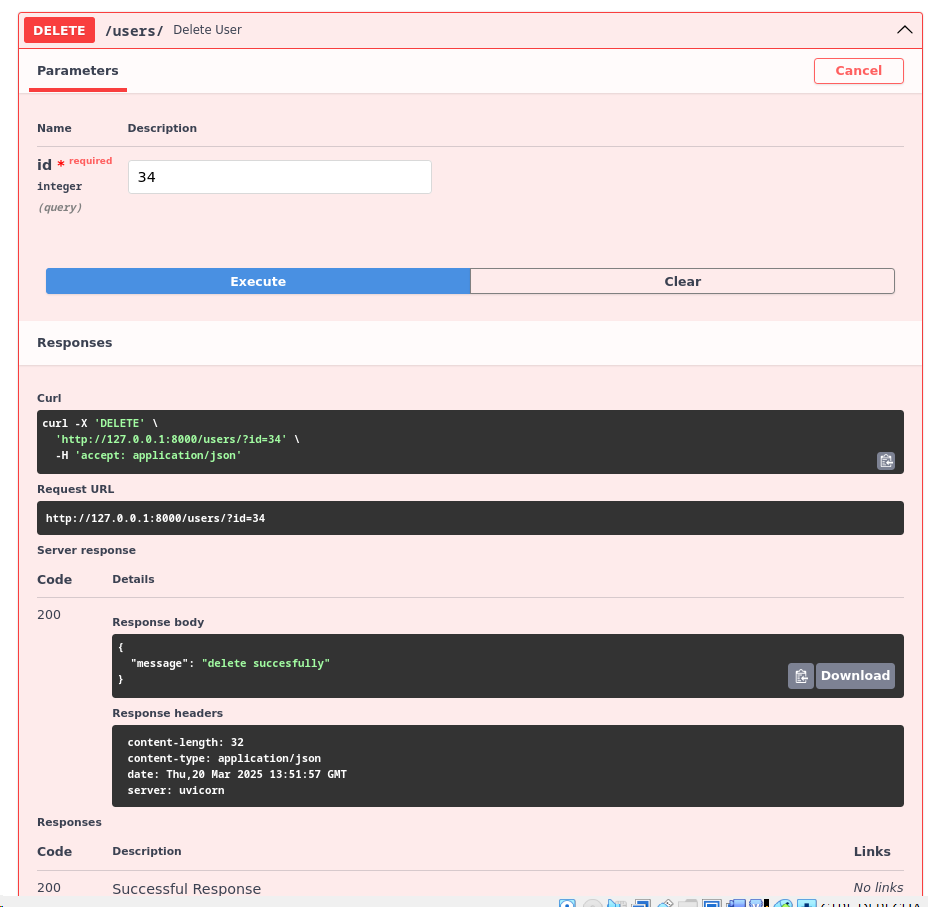 DELETE /users/ Delete User
Parameters
Cancel
Name Description
id * required
integer
(query)
34
Execute Clear
Responses
Curl
curl -X 'DELETE' \
'http://127.0.0.1:8000/users/?id=34' \
-H 'accept: application/json'
Request URL
http://127.0.0.1:8000/users/?id=34
Server response
Code Details
200
Response body
{
"message": "delete succesfully"
}
Download
Response headers
content-length: 32
content-type: application/json
date: Thu,20 Mar 2025 13:51:57 GMT
server: uvicorn
Responses
Code Description Links
200 Successful Response No links